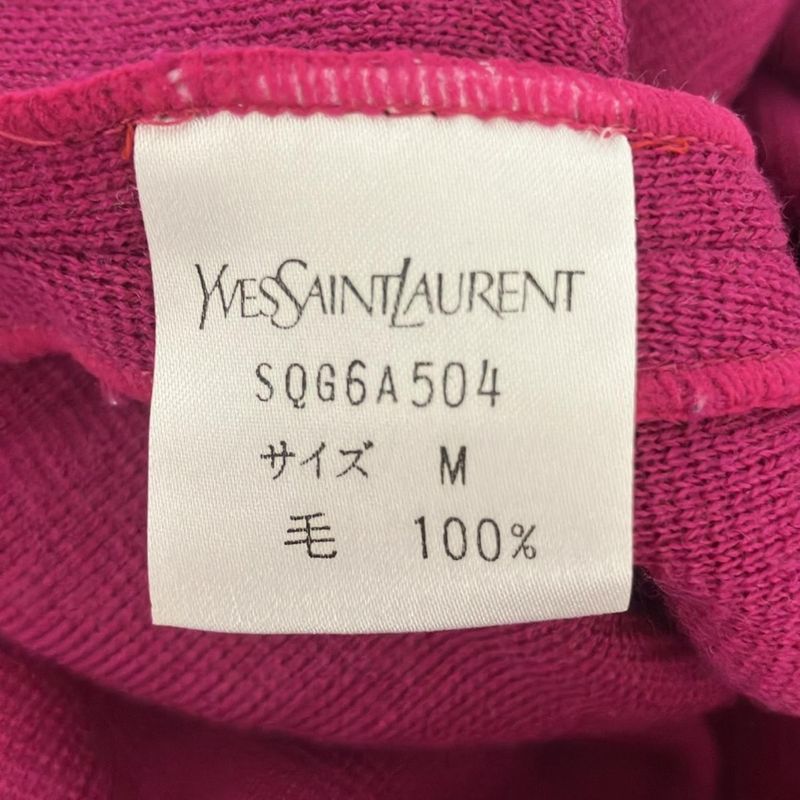 YVESSAINTLAURENT
SQG6A504
サイズ M
毛 100%